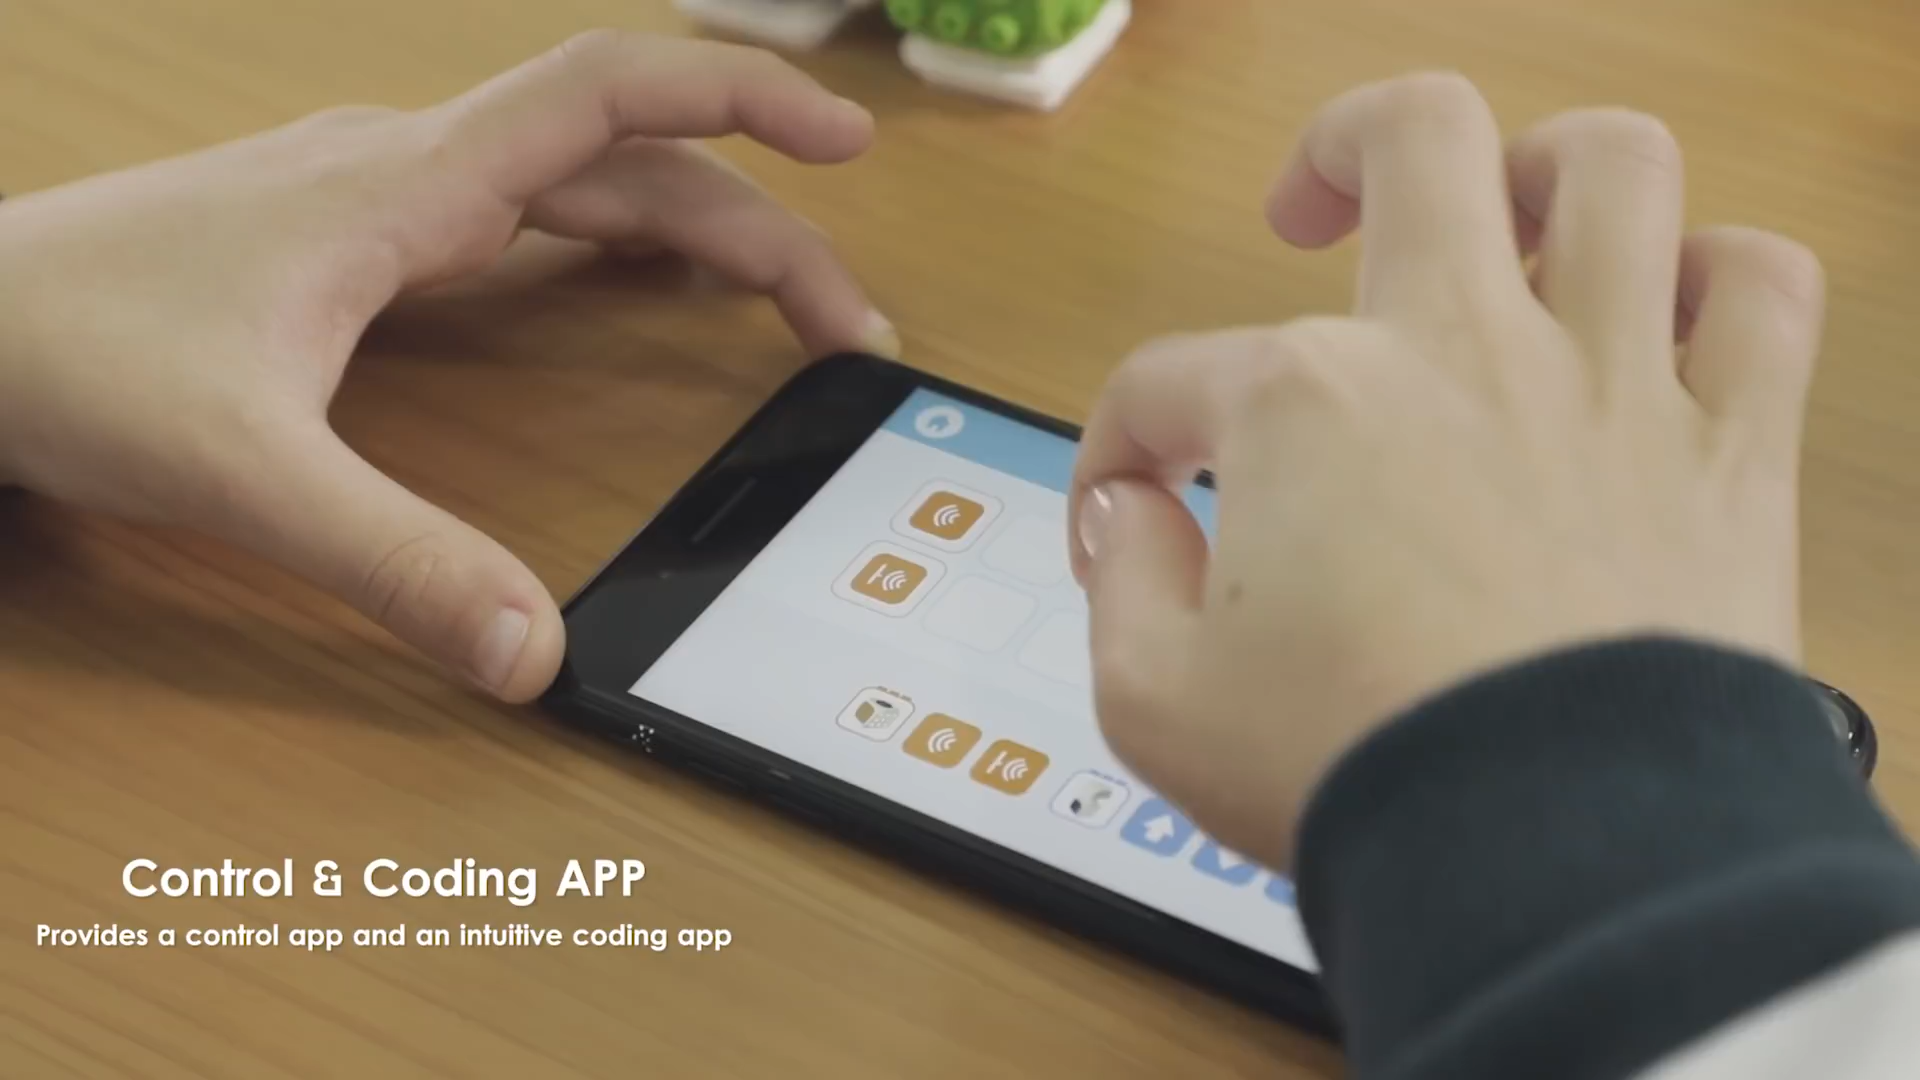 Control & Coding APP
Provides a control app and an intuitive coding app